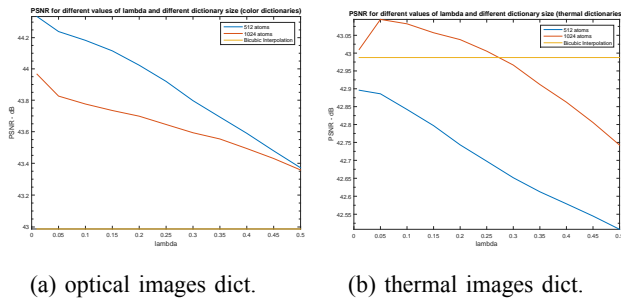 PSNR for different values of lambda and different dictionary size (color dictionaries)
512 atoms
1024 atoms
Bicubic Interpolation
PSNR - dB
44.2
44
43.8
43.6
43.4
43.2
43
0
0.05
0.1
0.15
0.2
0.25
0.3
0.35
0.4
0.45
0.5
lambda
(a) optical images dict.
PSNR for different values of lambda and different dictionary size (thermal dictionaries)
512 atoms
1024 atoms
Bicubic Interpolation
PSNR - dB
43.05
43
42.95
42.9
42.85
42.8
42.75
42.7
42.65
42.6
42.55
0
0.05
0.1
0.15
0.2
0.25
0.3
0.35
0.4
0.45
0.5
lambda
(b) thermal images dict.